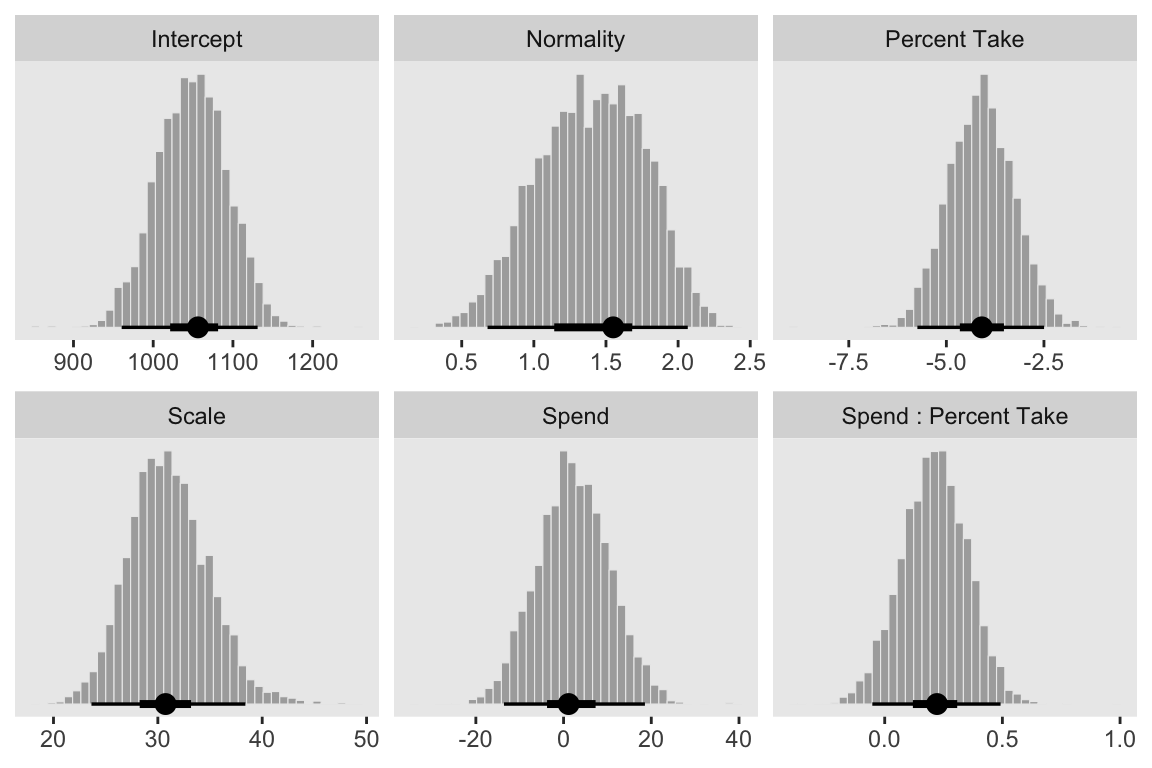 Intercept Normality Percent Take
900 1000 1100 1200 0.5 1.0 1.5 2.0 2.5 -7.5 -5.0 -2.5
Scale Spend Spend : Percent Take
20 30 40 50 -20 0 20 40 0.0 0.5 1.0